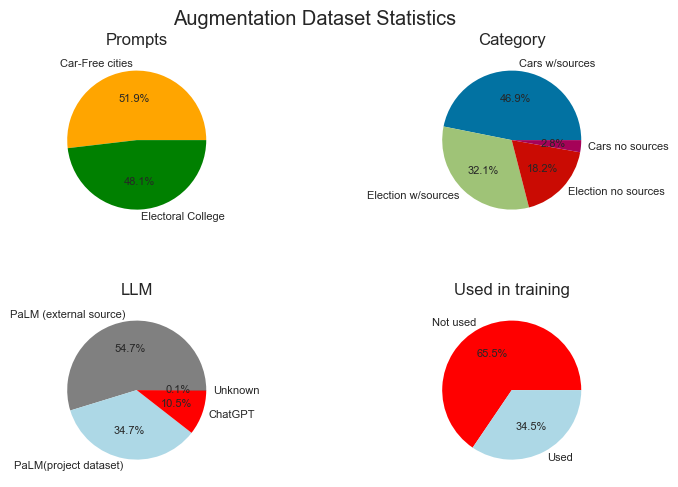 Augmentation Dataset Statistics
Prompts
Car-Free cities
51.9%
48.1%
Electoral College
Category
Cars w/sources
46.9%
2.8%
Cars no sources
32.1%
18.2%
Election w/sources
Election no sources
LLM
PaLM (external source)
54.7%
0.1%
Unknown
10.5%
ChatGPT
34.7%
PaLM(project dataset)
Used in training
Not used
65.5%
34.5%
Used